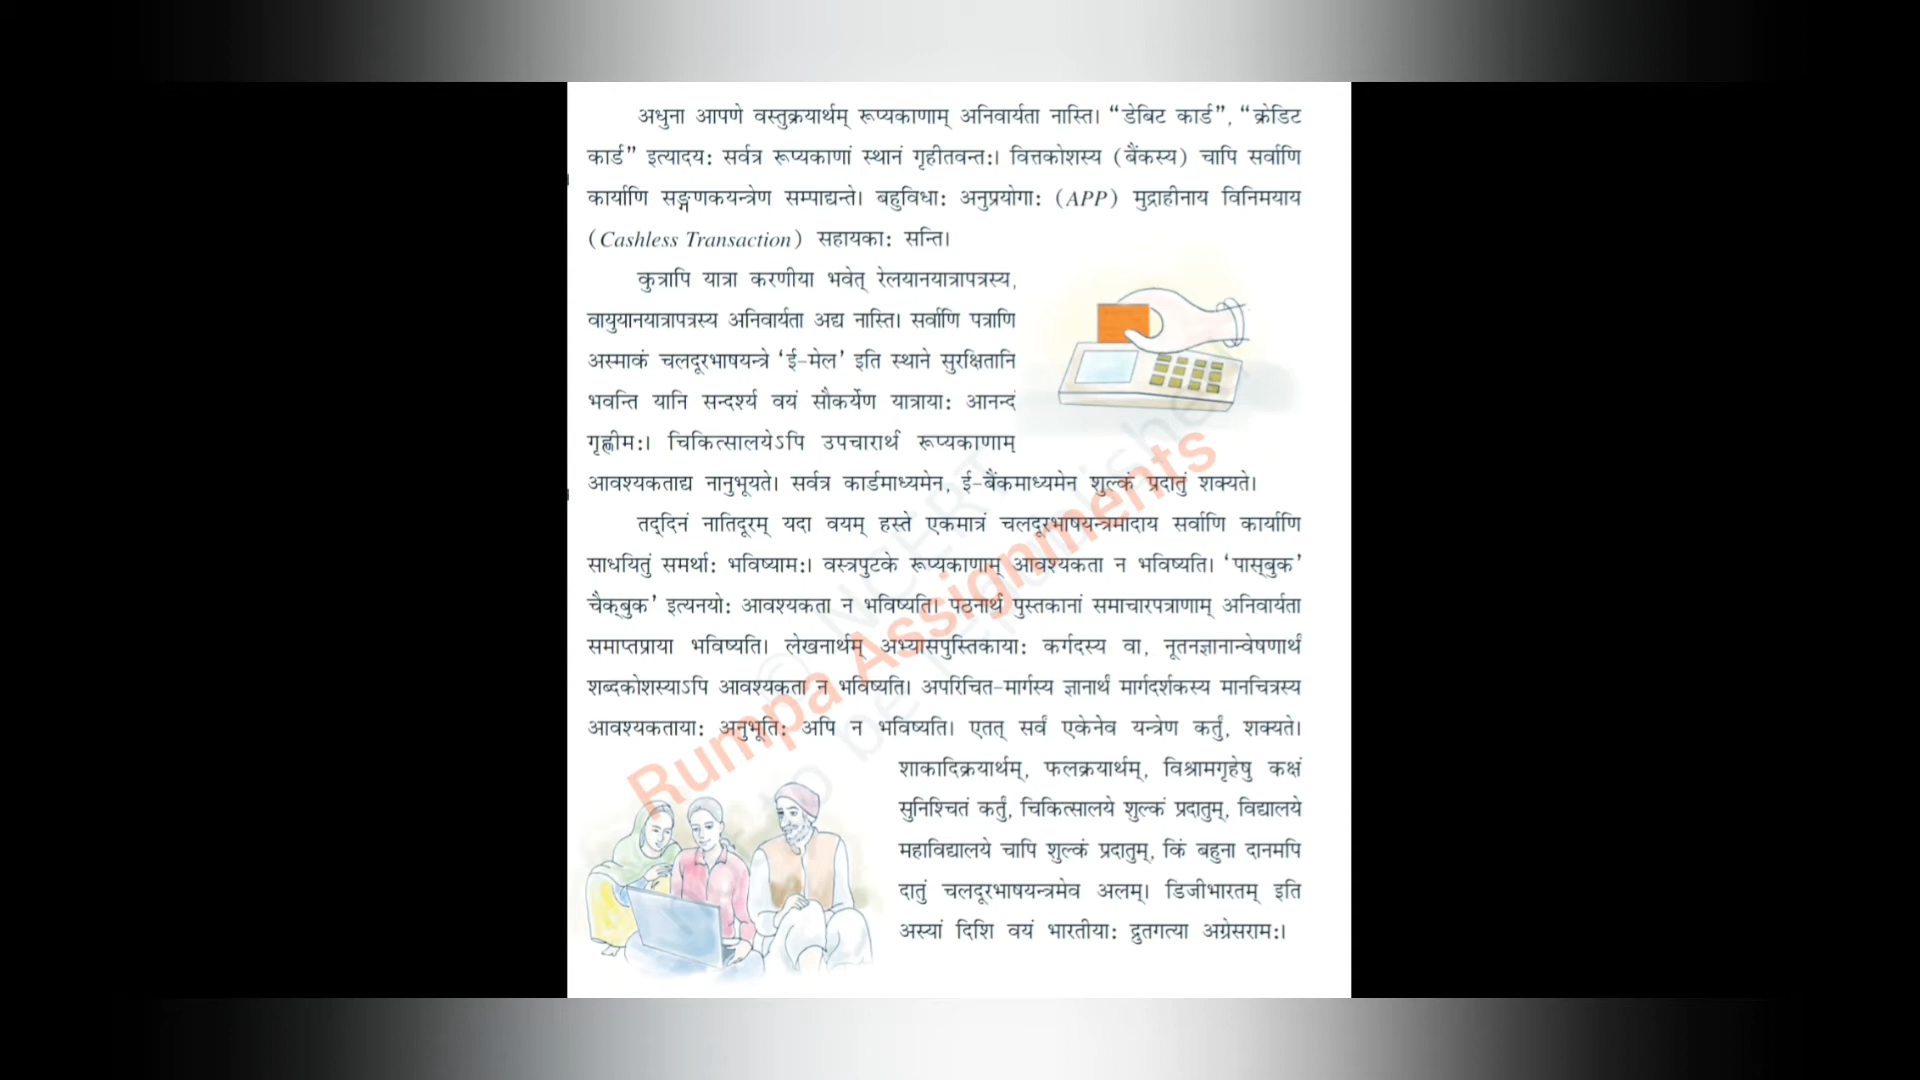 अधुना आपणे वस्तुक्रयार्थम् रूप्यकाणाम् अनिवार्यता नास्ति। “डेबिट कार्ड”, “क्रेडिट
कार्ड” इत्यादयः सर्वत्र रूप्यकाणां स्थानं गृहीतवन्तः। वित्तकोशस्य (बैंकस्य) चापि सर्वाणि
कार्याणि सङ्गणकयन्त्रेण सम्पाद्यन्ते। बहुविधाः अनुप्रयोगाः (APP) मुद्राहीनाय विनिमयाय
(Cashless Transaction) सहायकाः सन्ति।
कुत्रापि यात्रा करणीया भवेत् रेलयानयात्रापत्रस्य,
वायुयानयात्रापत्रस्य अनिवार्यता अद्य नास्ति। सर्वाणि पत्राणि
अस्माकं चलदूरभाषयन्त्रे ‘ई-मेल’ इति स्थाने सुरक्षितानि
भवन्ति यानि सन्दर्श्य वयं सौकर्येण यात्रायाः आनन्दं
गृह्णीमः। चिकित्सालयेऽपि उपचारार्थं रूप्यकाणाम्
आवश्यकताद्य नानुभूयते। सर्वत्र कार्डमाध्यमेन, ई-बैंकमाध्यमेन शुल्कं प्रदातुं शक्यते।
तद्दिनं नातिदूरम् यदा वयम् हस्ते एकमात्रं चलदूरभाषयन्त्रमादाय सर्वाणि कार्याणि
साधयितुं समर्थाः भविष्यामः। वस्त्रपुटके रूप्यकाणाम् आवश्यकता न भविष्यति। ‘पास्बुक’
चैक्बुक’ इत्यनयोः आवश्यकता न भविष्यति। पठनार्थं पुस्तकानां समाचारपत्राणाम् अनिवार्यता
समाप्तप्राया भविष्यति। लेखनार्थम् अभ्यासपुस्तिकायाः कर्गदस्य वा, नूतनज्ञानान्वेषणार्थं
शब्दकोशस्याऽपि आवश्यकता न भविष्यति। अपरिचित-मार्गस्य ज्ञानार्थं मार्गदर्शकस्य मानचित्रस्य
आवश्यकतायाः अनुभूतिः अपि न भविष्यति। एतत् सर्वं एकेनेव यन्त्रेण कर्तुं, शक्यते।
शाकादिक्रयार्थम्, फलक्रयार्थम्, विश्रामगृहेषु कक्षं
सुनिश्चितं कर्तुं, चिकित्सालये शुल्कं प्रदातुम्, विद्यालये
महाविद्यालये चापि शुल्कं प्रदातुम्, किं बहुना दानमपि
दातुं चलदूरभाषयन्त्रमेव अलम्। डिजीभारतम् इति
अस्यां दिशि वयं भारतीयाः द्रुतगत्या अग्रेसरामः।
Rumpa Assignments
© NCERT
to be